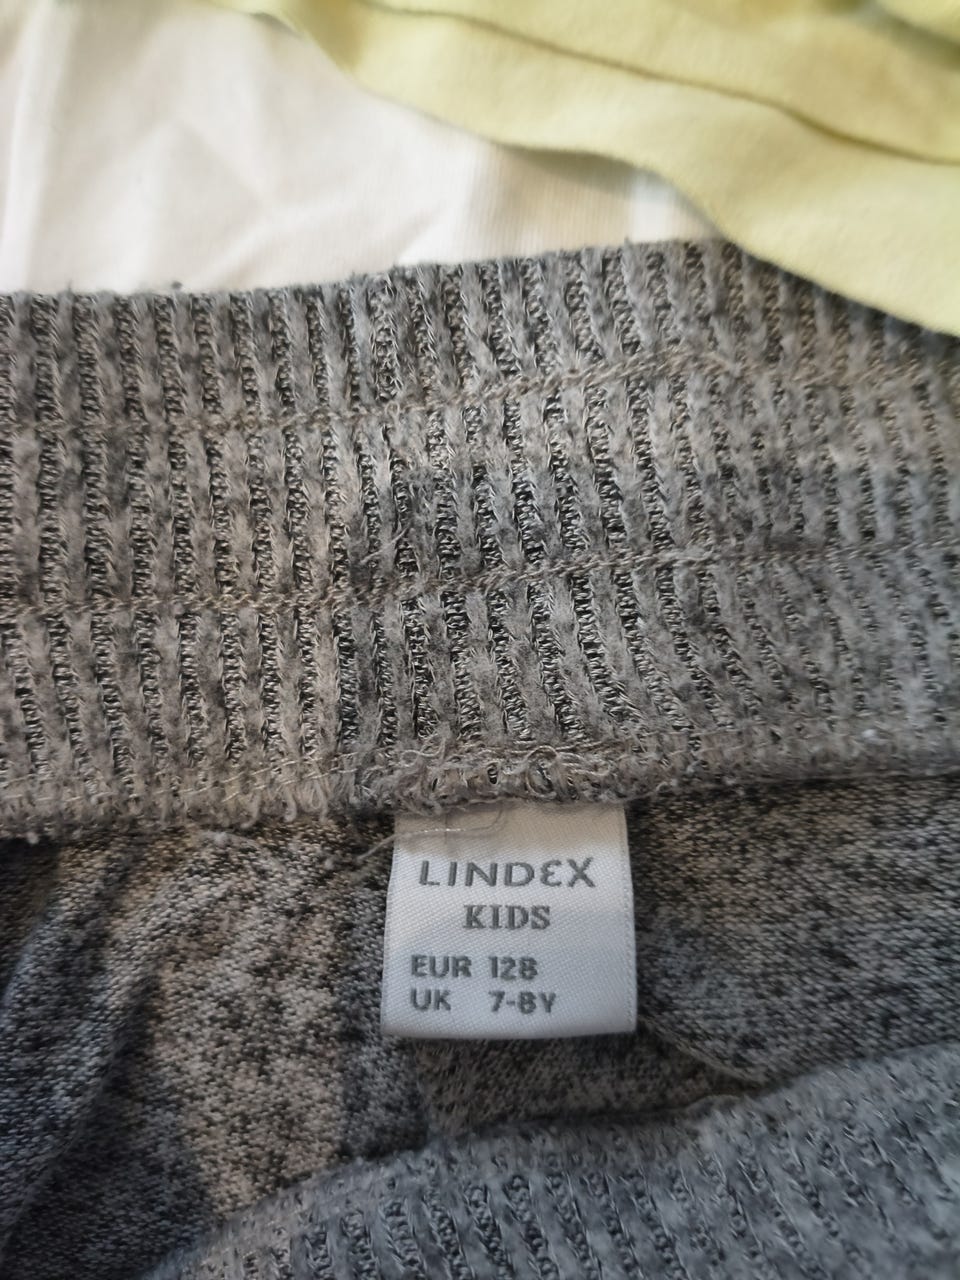 LINDEX
KIDS
EUR 128
UK 7-8Y